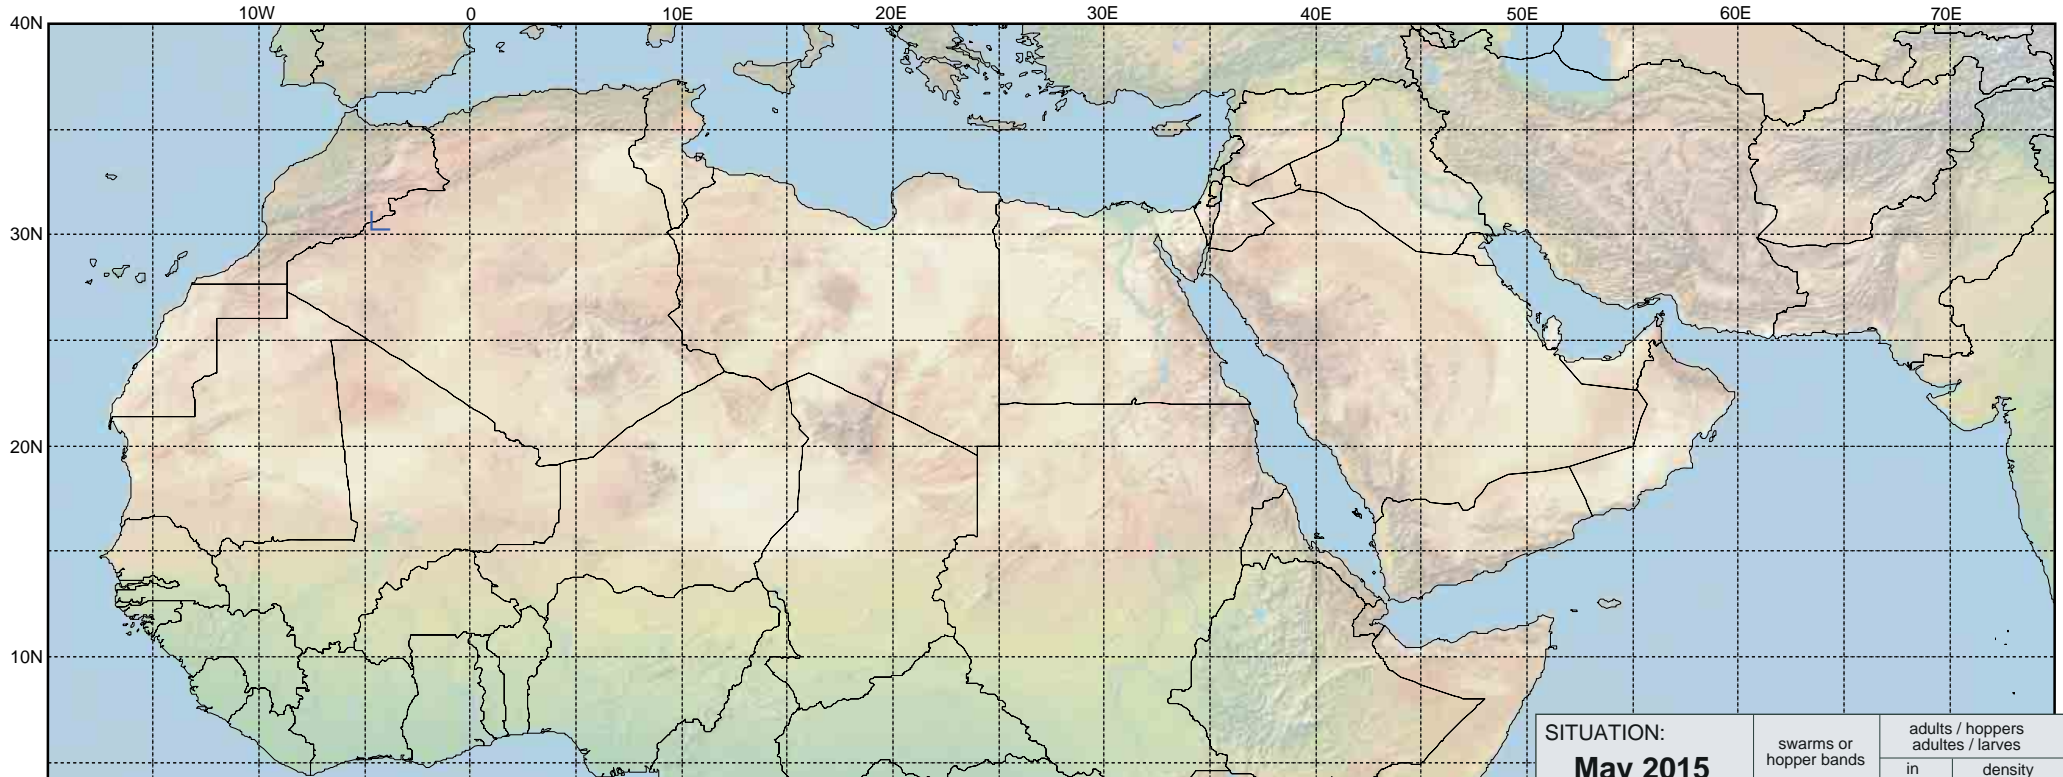 10W 0 10E 20E 30E 40E 50E 60E 70E
40N
30N
20N
10N
SITUATION:
May 2015
swarms or
hopper bands
adults / hoppers
adultes / larves
in density